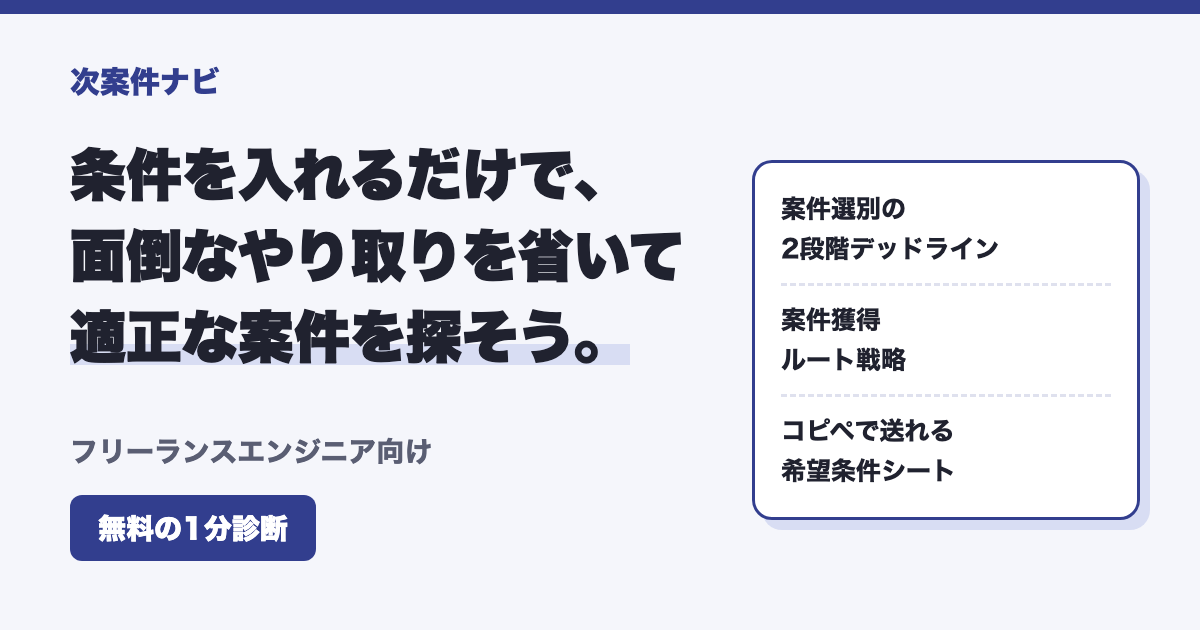 次案件ナビ
条件を入れるだけで、
面倒なやり取りを省いて
適正な案件を探そう。
フリーランスエンジニア向け
無料の1分診断
案件選別の
2段階デッドライン
案件獲得
ルート戦略
コピペで送れる
希望条件シート